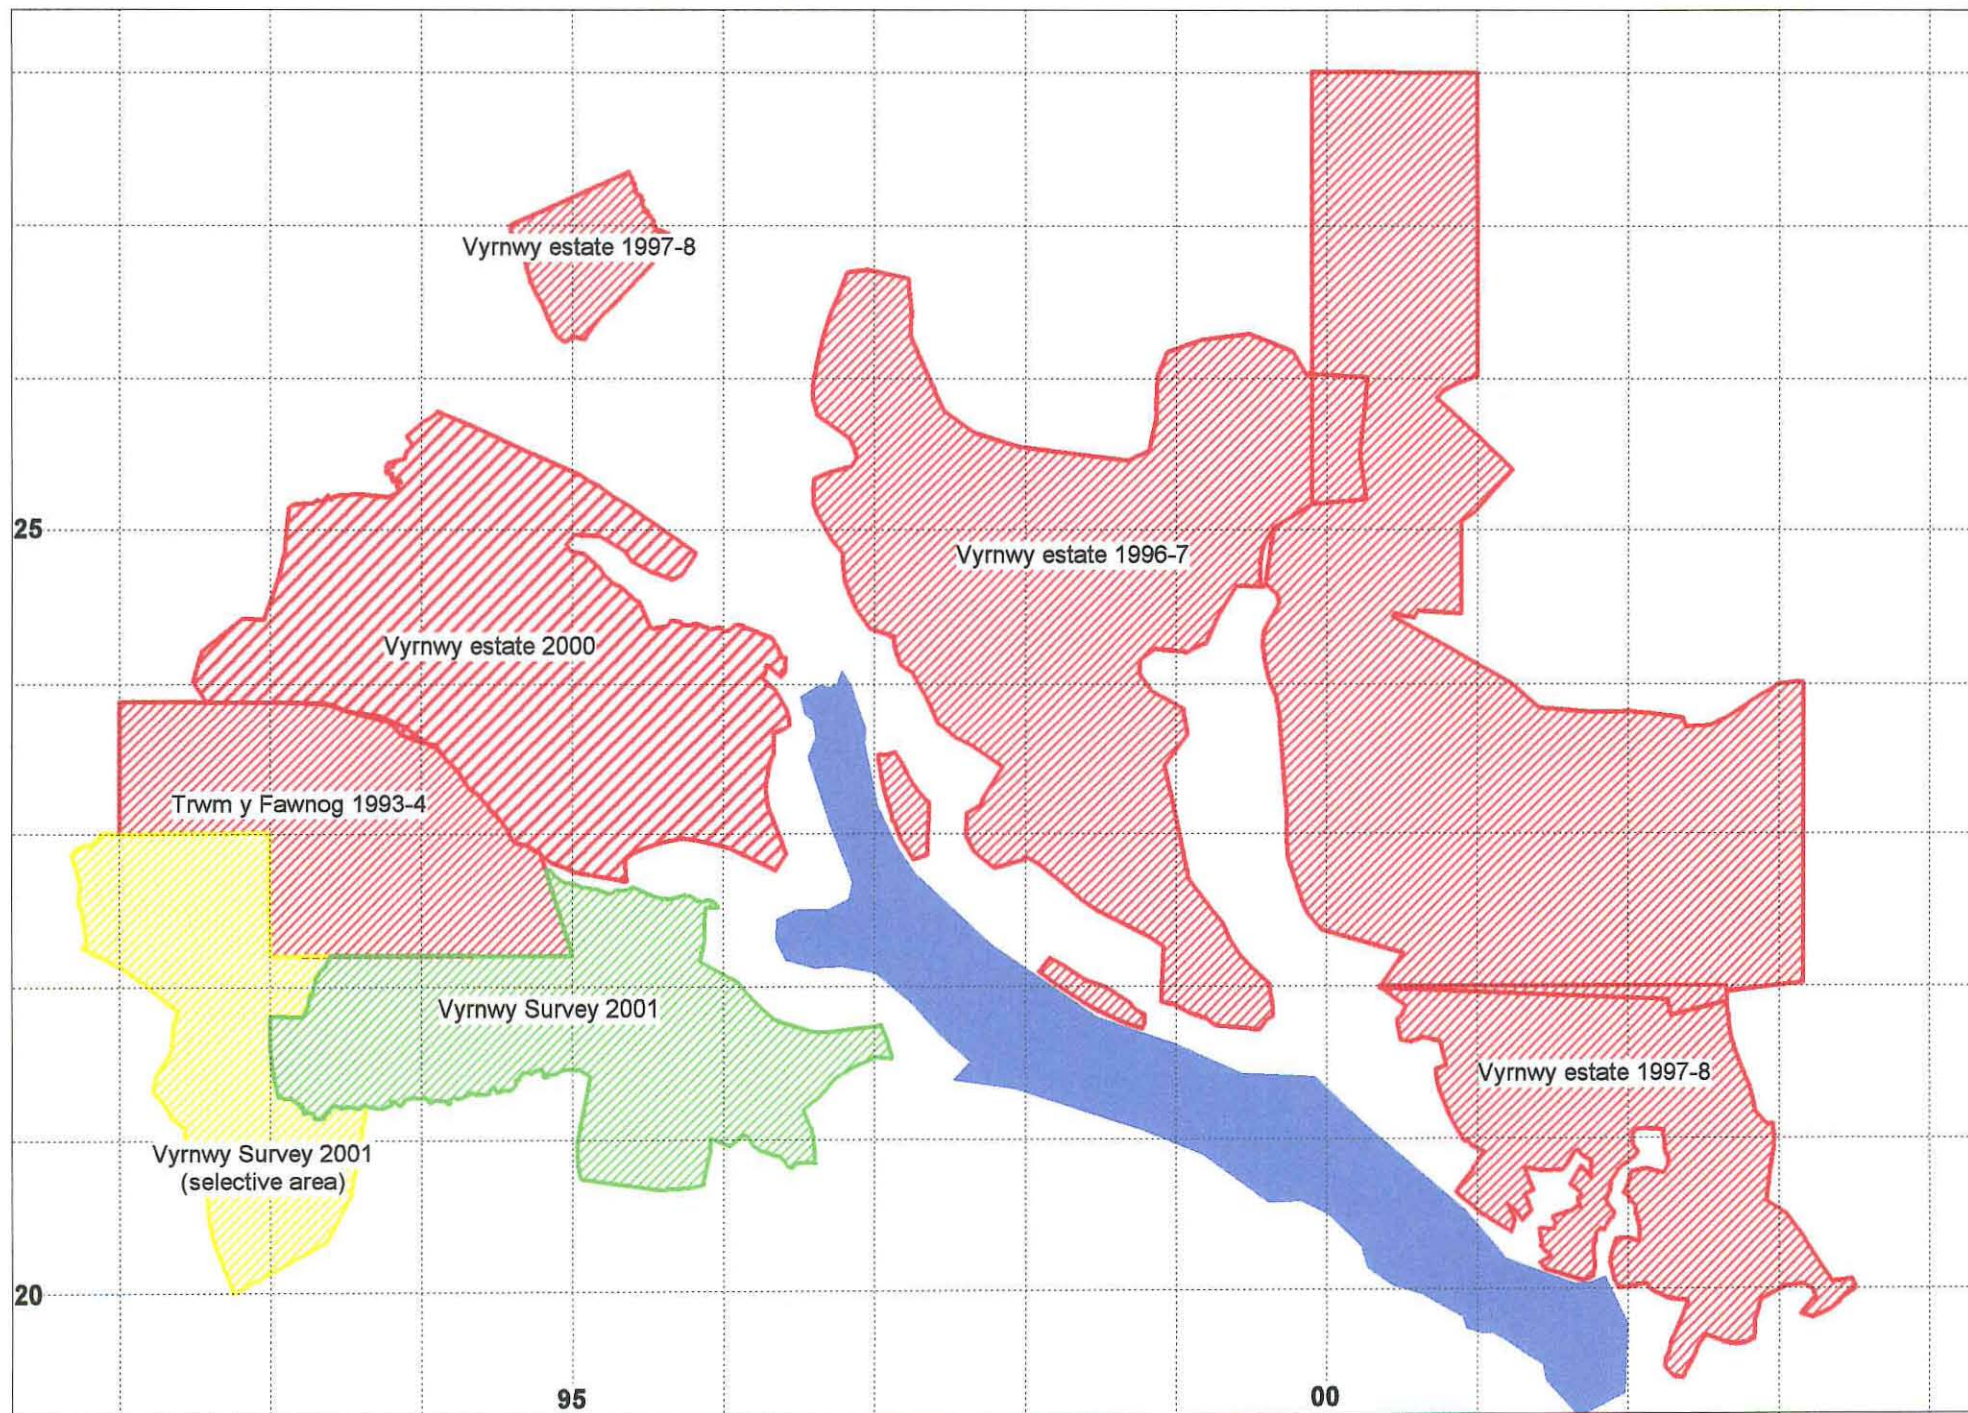 Vyrnwy estate 1997-8
25
Vyrnwy estate 1996-7
Vyrnwy estate 2000
Trwm y Fawnog 1993-4
Vyrnwy Survey 2001
Vyrnwy estate 1997-8
Vyrnwy Survey 2001
(selective area)
20
95
00